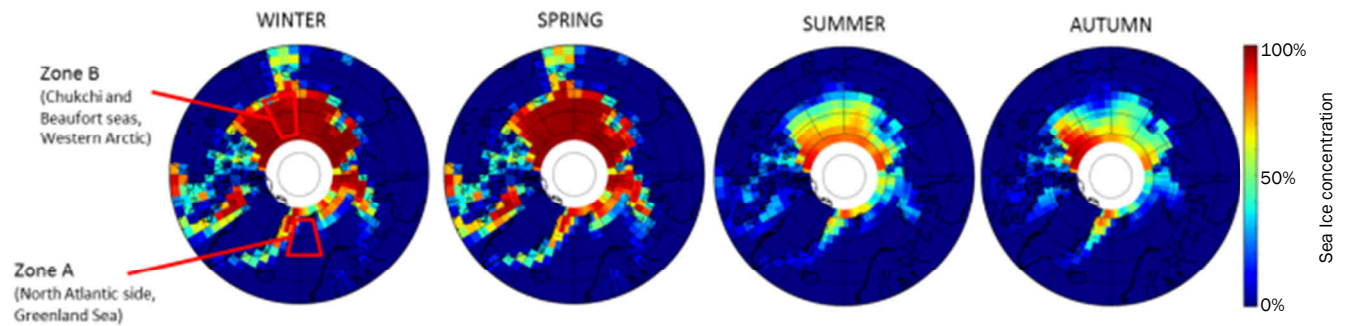 WINTER
SPRING
SUMMER
AUTUMN
Zone B
(Chukchi and
Beaufort seas,
Western Arctic)
Zone A
(North Atlantic side,
Greenland Sea)
100%
50%
0%
Sea Ice concentration